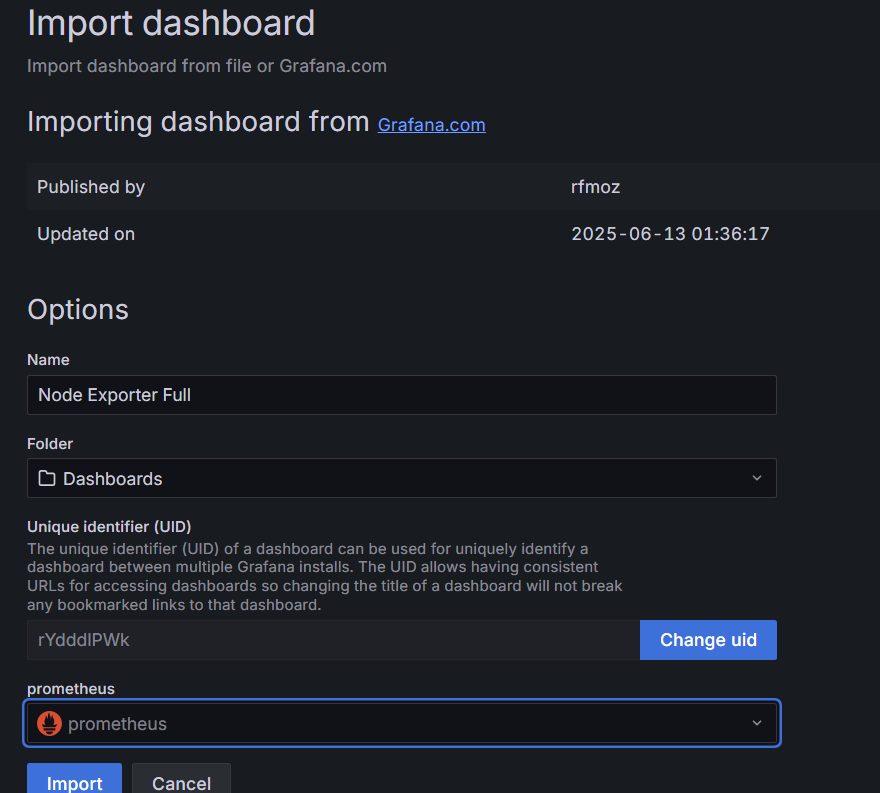 Import dashboard
Import dashboard from file or Grafana.com
Importing dashboard from Grafana.com
Published by rfmoz
Updated on 2025-06-13 01:36:17
Options
Name
Node Exporter Full
Folder
Dashboards
Unique identifier (UID)
The unique identifier (UID) of a dashboard can be used for uniquely identify a
dashboard between multiple Grafana installs. The UID allows having consistent
URLs for accessing dashboards so changing the title of a dashboard will not break
any bookmarked links to that dashboard.
rYdddlPWk Change uid
prometheus
prometheus
Import Cancel